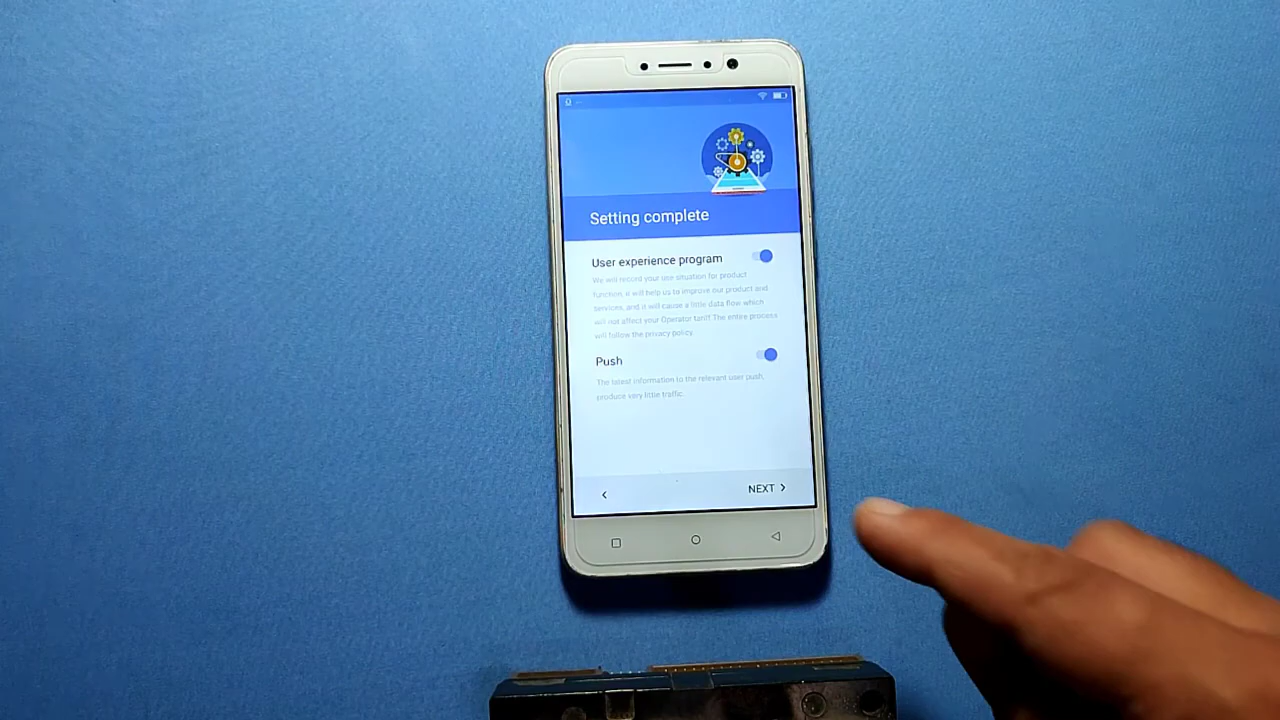 Setting complete
User experience program
We will record your use situation for product
function, it will help us to improve our product and
services, and it will cause a little data flow which
will not affect your Operator tariff.The entire process
will follow the privacy policy.
Push
The latest information to the relevant user push,
produce very little traffic.
NEXT